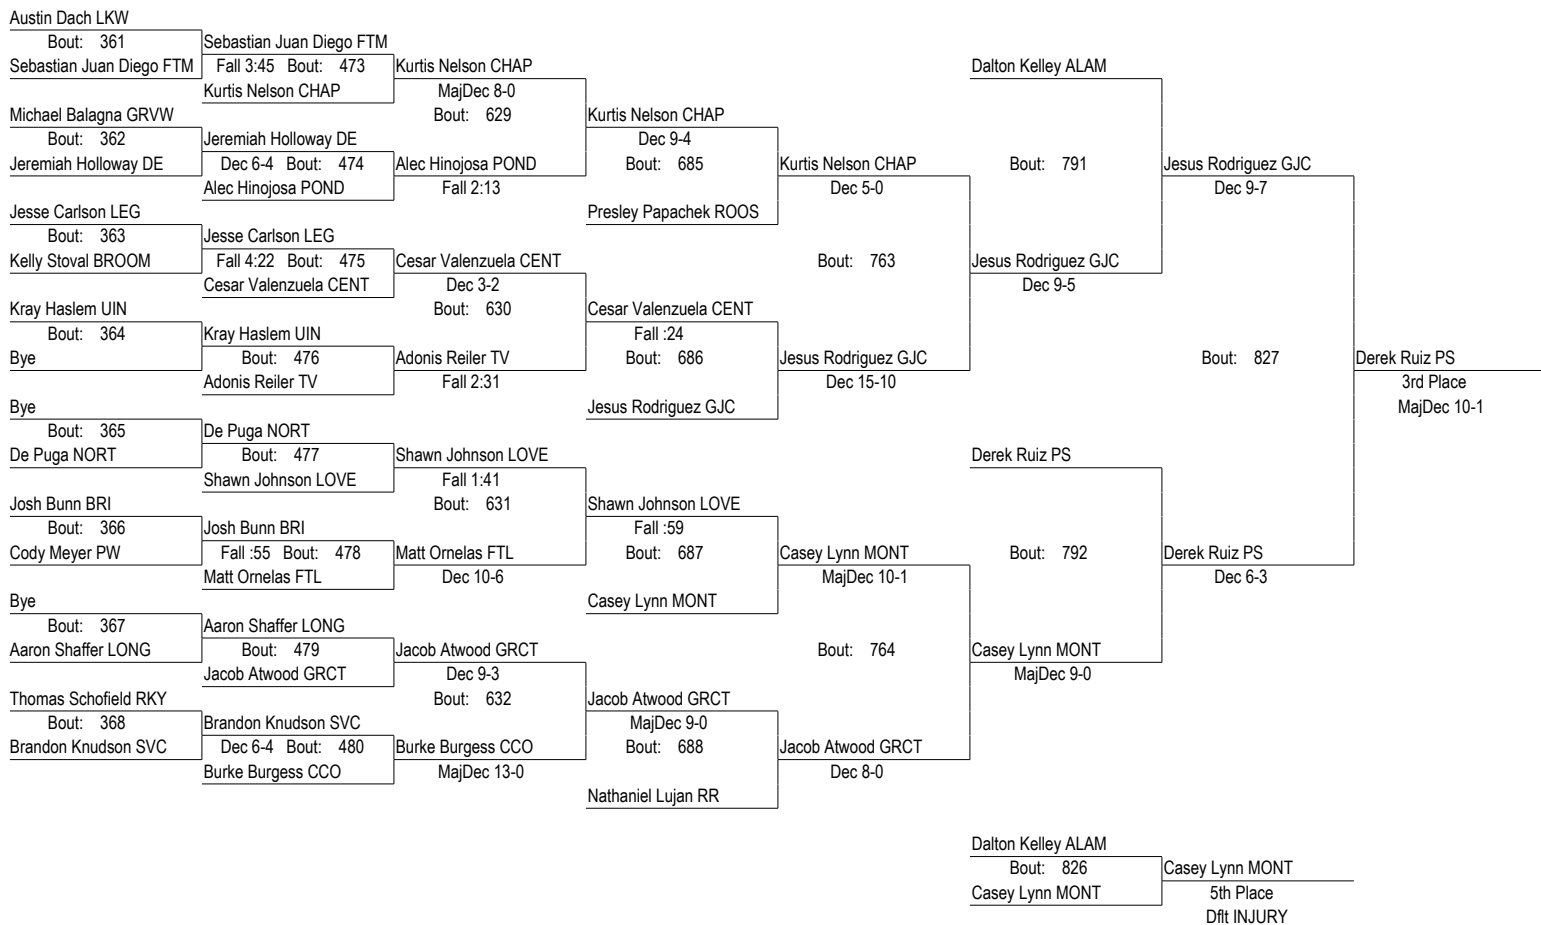 Austin Dach LKW
Bout: 361
Sebastian Juan Diego FTM
Sebastian Juan Diego FTM
Fall 3:45 Bout: 473
Kurtis Nelson CHAP
Kurtis Nelson CHAP
MajDec 8-0
Bout: 629
Dalton Kelley ALAM
Michael Balagna GRVW
Bout: 362
Jeremiah Holloway DE
Jeremiah Holloway DE
Dec 6-4 Bout: 474
Alec Hinojosa POND
Alec Hinojosa POND
Fall 2:13
Kurtis Nelson CHAP
Dec 9-4
Bout: 685
Presley Papachek ROOS
Kurtis Nelson CHAP
Dec 5-0
Bout: 791
Jesus Rodriguez GJC
Dec 9-7
Jesse Carlson LEG
Bout: 363
Kelly Stoval BROOM
Jesse Carlson LEG
Fall 4:22 Bout: 475
Cesar Valenzuela CENT
Cesar Valenzuela CENT
Dec 3-2
Bout: 630
Bout: 763
Jesus Rodriguez GJC
Dec 9-5
Kray Haslem UIN
Bout: 364
Bye
Kray Haslem UIN
Bout: 476
Adonis Reiler TV
Adonis Reiler TV
Fall 2:31
Cesar Valenzuela CENT
Fall :24
Bout: 686
Jesus Rodriguez GJC
Jesus Rodriguez GJC
Dec 15-10
Bout: 827
Derek Ruiz PS
3rd Place
MajDec 10-1
Bye
Bout: 365
De Puga NORT
De Puga NORT
Bout: 477
Shawn Johnson LOVE
Shawn Johnson LOVE
Fall 1:41
Bout: 631
Derek Ruiz PS
Josh Bunn BRI
Bout: 366
Cody Meyer PW
Josh Bunn BRI
Fall :55 Bout: 478
Matt Ornelas FTL
Matt Ornelas FTL
Dec 10-6
Shawn Johnson LOVE
Fall :59
Bout: 687
Casey Lynn MONT
Casey Lynn MONT
MajDec 10-1
Bout: 792
Derek Ruiz PS
Dec 6-3
Bye
Bout: 367
Aaron Shaffer LONG
Aaron Shaffer LONG
Bout: 479
Jacob Atwood GRCT
Jacob Atwood GRCT
Dec 9-3
Bout: 632
Bout: 764
Casey Lynn MONT
MajDec 9-0
Thomas Schofield RKY
Bout: 368
Brandon Knudson SVC
Brandon Knudson SVC
Dec 6-4 Bout: 480
Burke Burgess CCO
Burke Burgess CCO
MajDec 13-0
Jacob Atwood GRCT
MajDec 9-0
Bout: 688
Nathaniel Lujan RR
Jacob Atwood GRCT
Dec 8-0
Dalton Kelley ALAM
Bout: 826
Casey Lynn MONT
Casey Lynn MONT
5th Place
Dflt INJURY